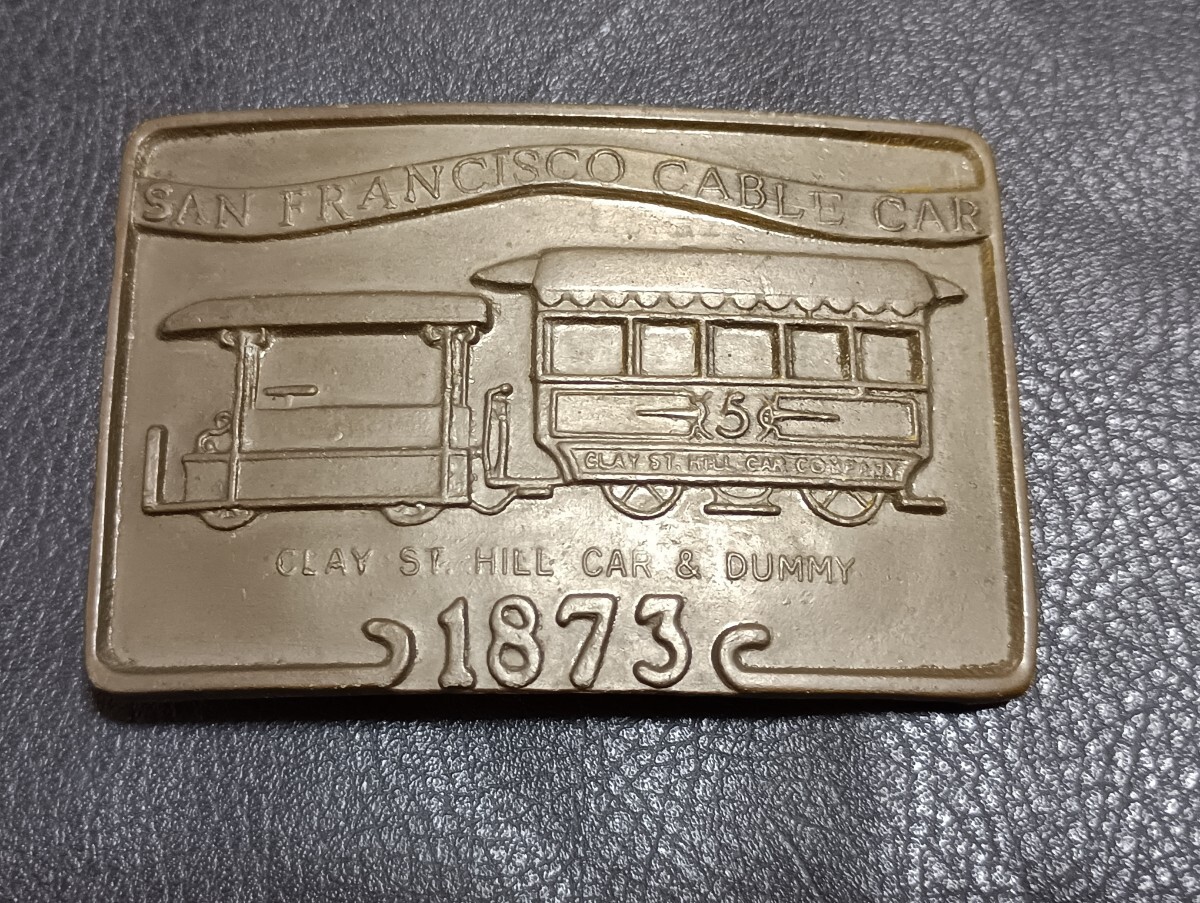 SAN FRANCISCO CABLE CAR
5
CLAY ST. HILL CAR COMPANY
CLAY ST. HILL CAR & DUMMY
1873